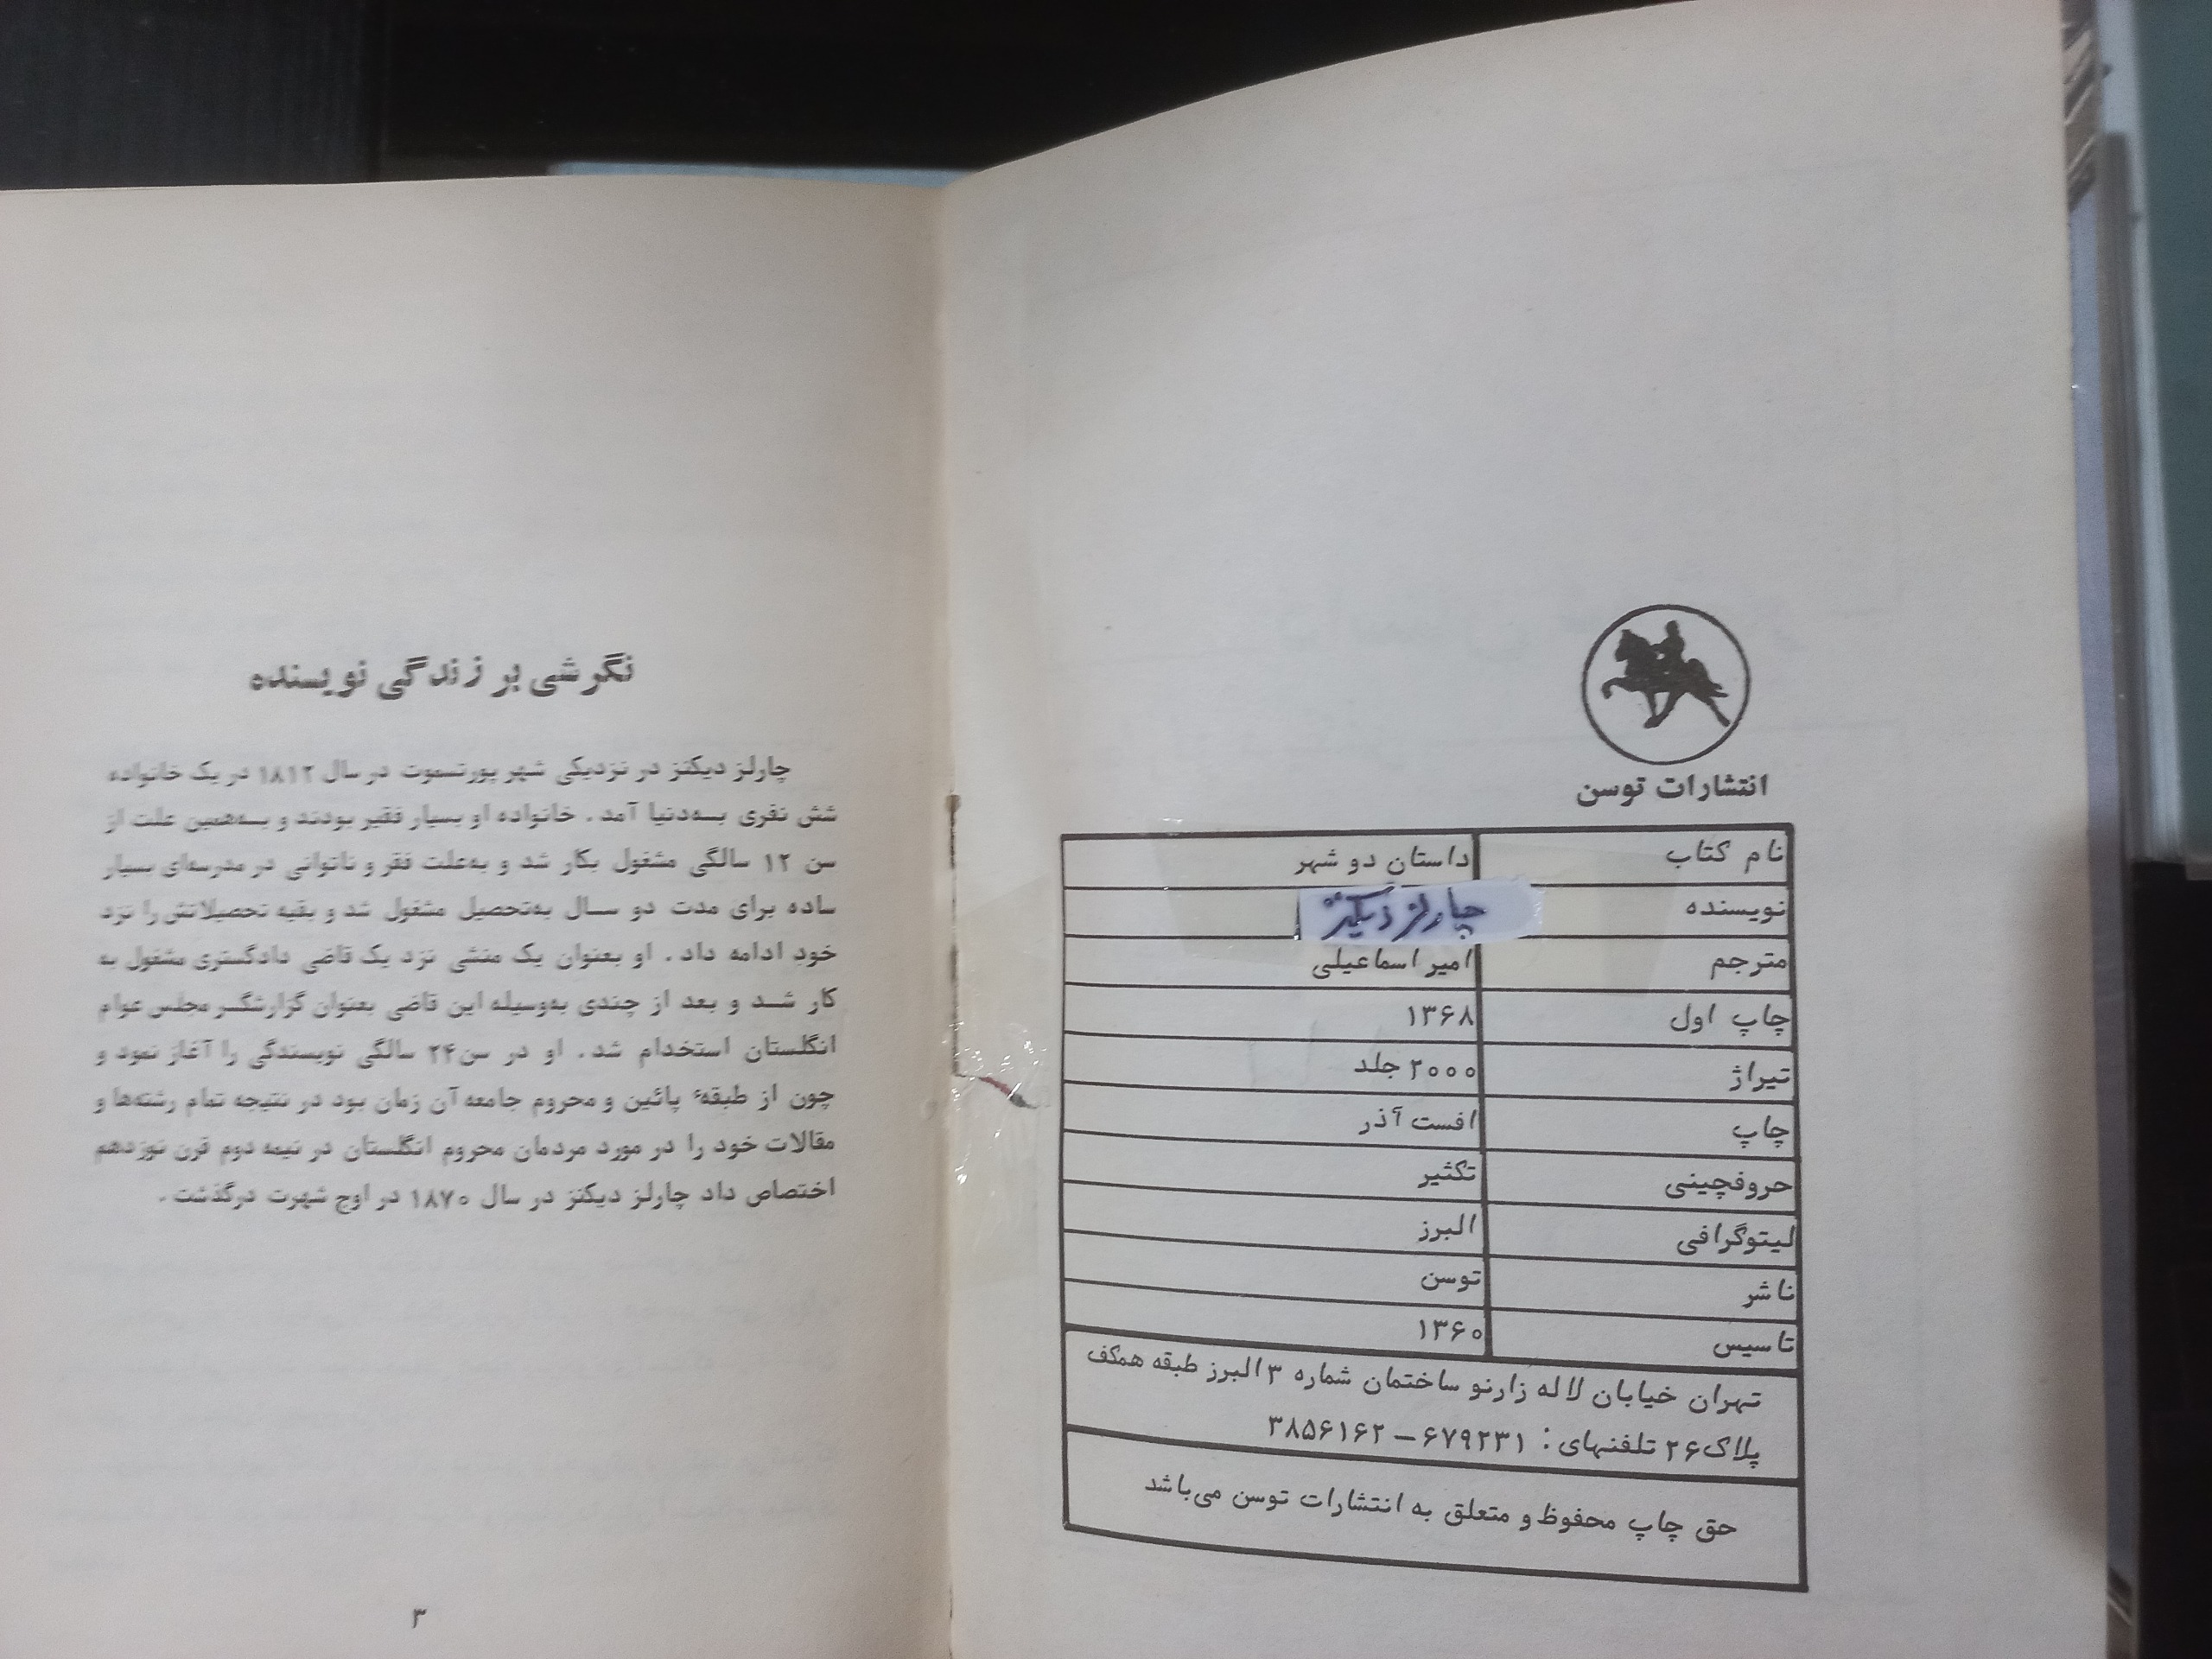 انتشارات توسن
نام کتاب داستان دو شهر
نویسنده چارلز دیکنز
مترجم امیر اسماعیلی
چاپ اول ۱۳۶۸
تیراژ ۲۰۰۰ جلد
چاپ افست آذر
حروفچینی تکثیر
لیتوگرافی البرز
ناشر توسن
تاسیس ۱۳۶۰
تهران خیابان لاله زارنو ساختمان شماره ۳ البرز طبقه همکف
پلاک ۲۶ تلفنهای : ۶۷۹۲۳۱ – ۳۸۵۶۱۶۲
حق چاپ محفوظ و متعلق به انتشارات توسن می‌باشد
نگرشی بر زندگی نویسنده
چارلز دیکنز در نزدیکی شهر پورتسموت در سال ۱۸۱۲ در یک خانواده
شش نفری به‌دنیا آمد . خانواده او بسیار فقیر بودند و به‌همین علت از
سن ۱۲ سالگی مشغول بکار شد و به‌علت فقر و ناتوانی در مدرسه‌ای بسیار
ساده برای مدت دو سال به‌تحصیل مشغول شد و بقیه تحصیلاتش را نزد
خود ادامه داد . او بعنوان یک منشی نزد یک قاضی دادگستری مشغول به
کار شد و بعد از چندی به‌وسیله این قاضی بعنوان گزارشگر مجلس عوام
انگلستان استخدام شد . او در سن ۲۴ سالگی نویسندگی را آغاز نمود و
چون از طبقهٔ پائین و محروم جامعه آن زمان بود در نتیجه تمام رشته‌ها و
مقالات خود را در مورد مردمان محروم انگلستان در نیمه دوم قرن نوزدهم
اختصاص داد چارلز دیکنز در سال ۱۸۷۰ در اوج شهرت درگذشت .
۳